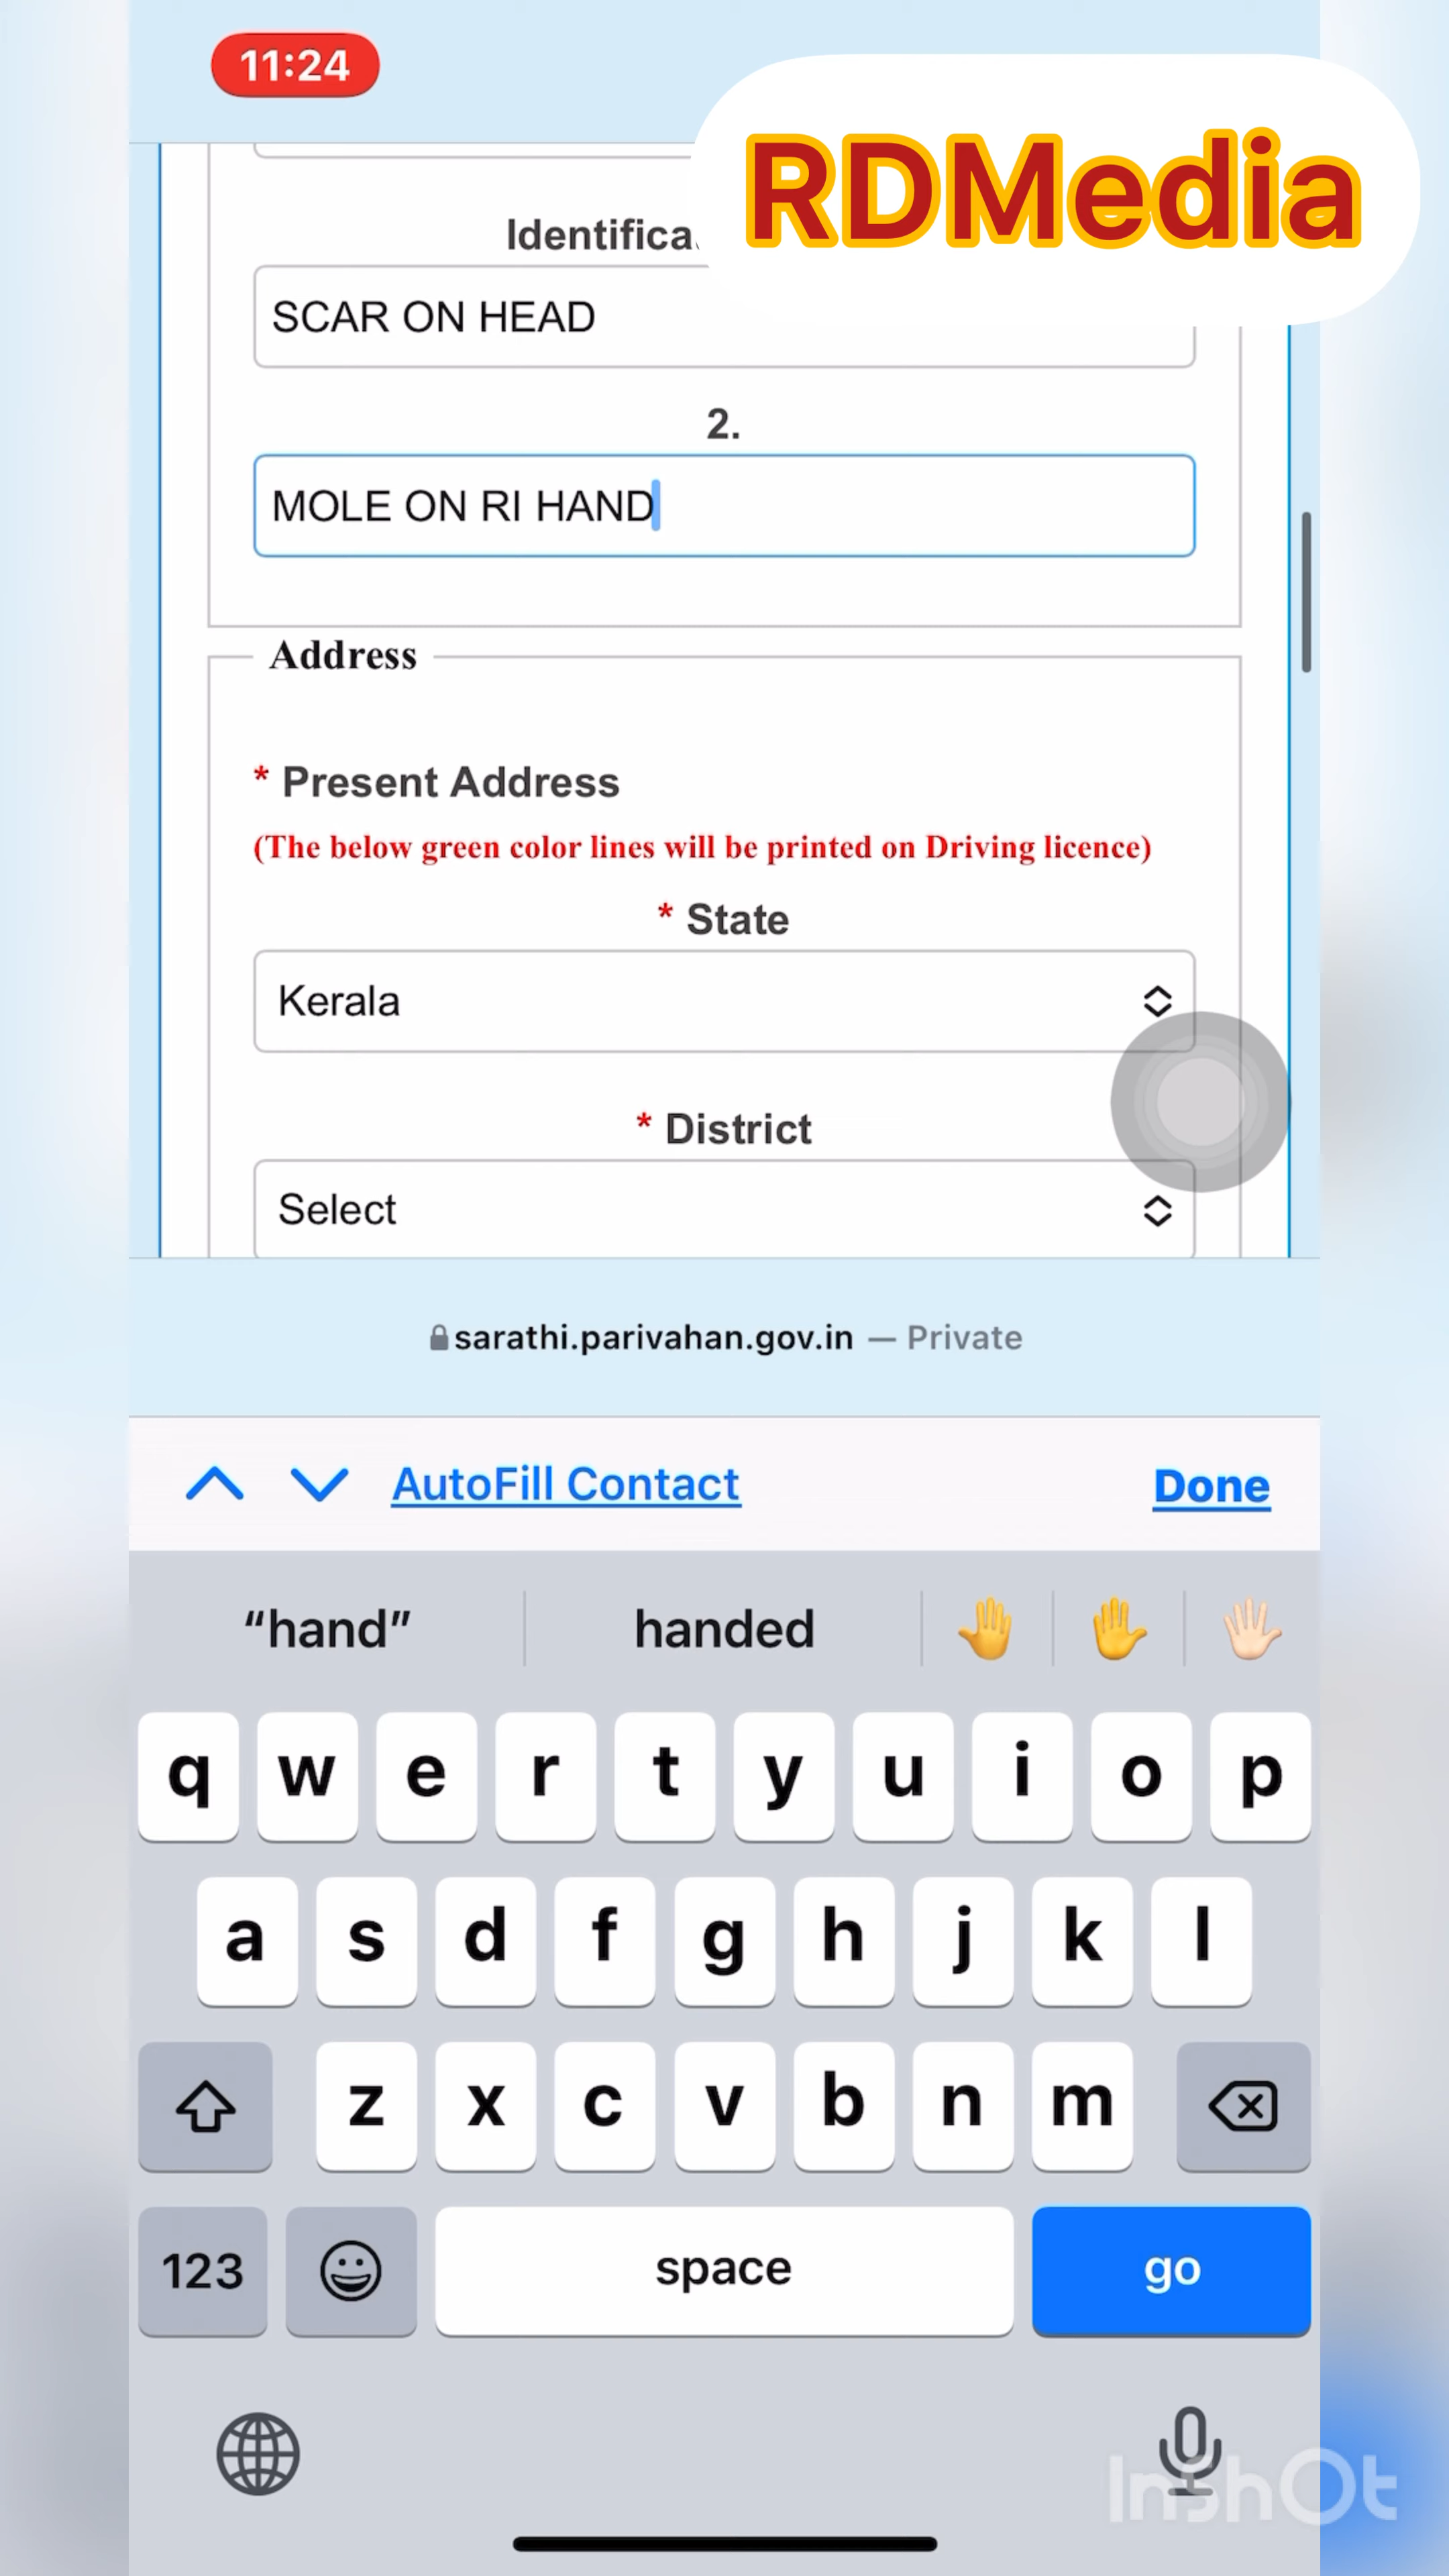 11:24
RDMedia
Identifica
SCAR ON HEAD
2.
MOLE ON RI HAND
Address
* Present Address
(The below green color lines will be printed on Driving licence)
* State
Kerala
* District
Select
sarathi.parivahan.gov.in — Private
AutoFill Contact
Done
“hand” handed
q w e r t y u i o p
a s d f g h j k l
z x c v b n m
123 space go
InShOt